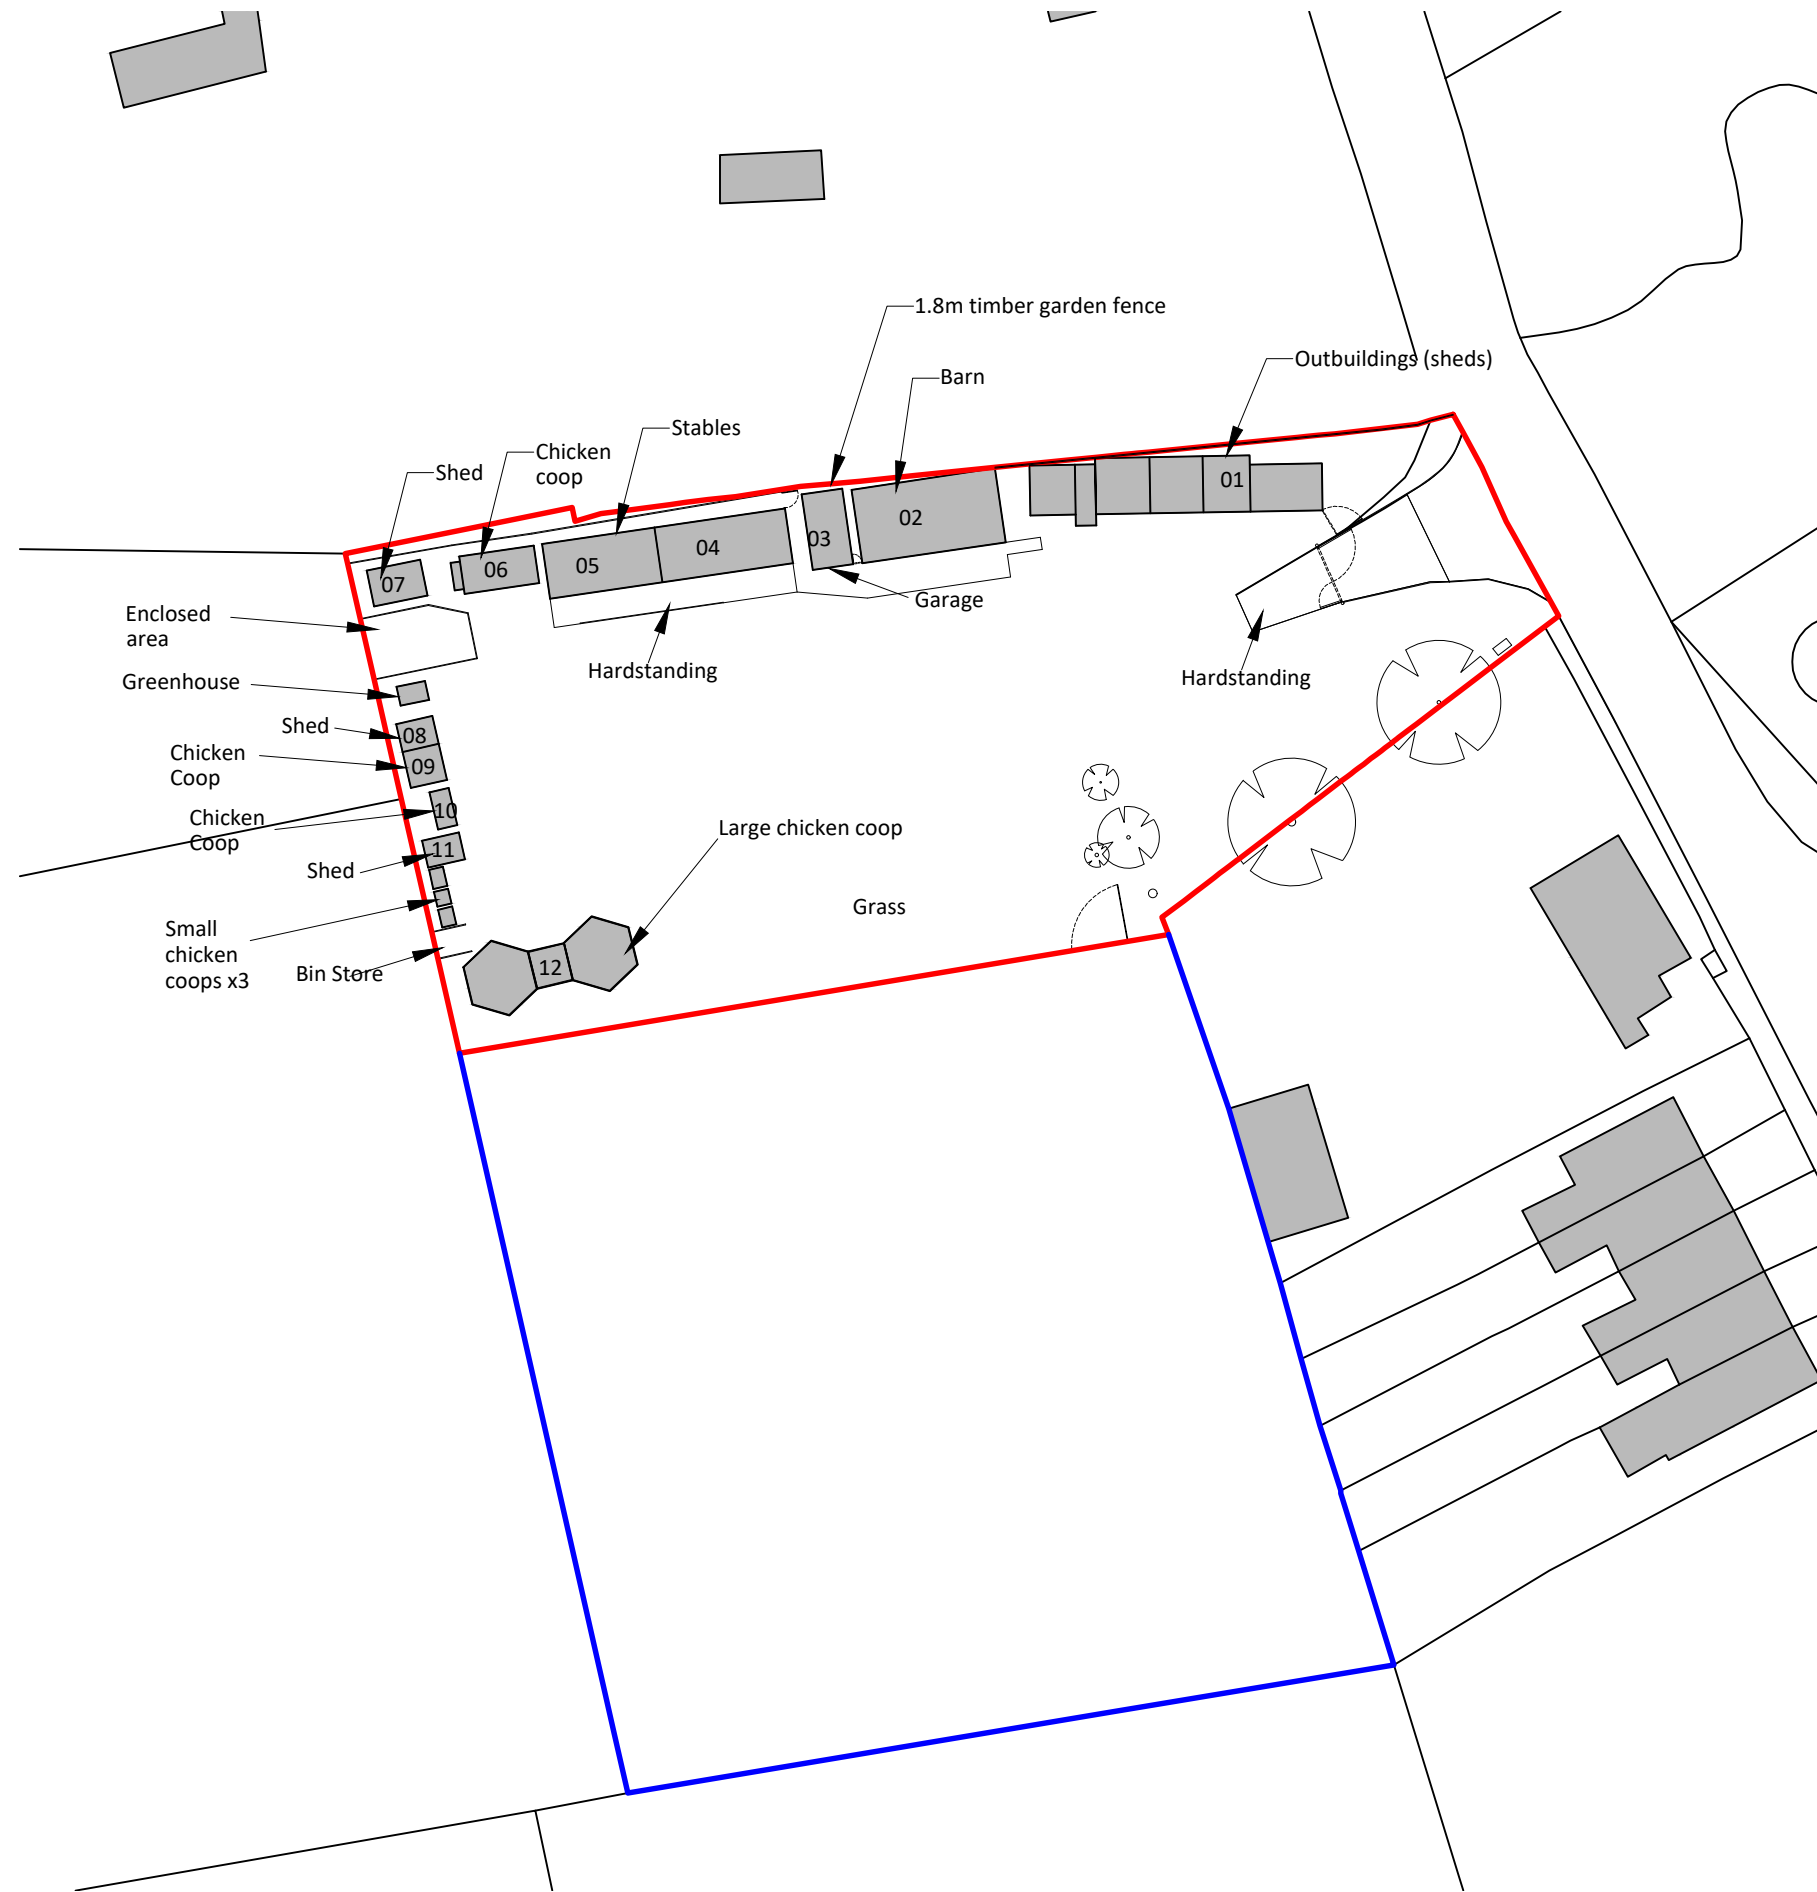 1.8m timber garden fence
Outbuildings (sheds)
Barn
Stables
Chicken
coop
Shed
01
02
03
04
05
06
07
Garage
Enclosed
area
Hardstanding
Hardstanding
Greenhouse
Shed
08
Chicken
Coop
09
Chicken
Coop
10
Large chicken coop
11
Shed
Grass
Small
chicken
coops x3
Bin Store
12